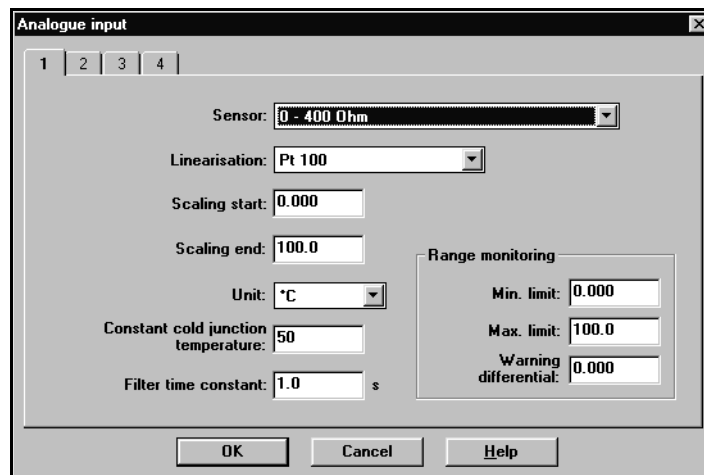 Analogue input
1 2 3 4
Sensor: 0 - 400 Ohm
Linearisation: Pt 100
Scaling start: 0.000
Scaling end: 100.0
Unit: °C
Constant cold junction
temperature: 50
Filter time constant: 1.0 s
Range monitoring
Min. limit: 0.000
Max. limit: 100.0
Warning
differential: 0.000
OK Cancel Help